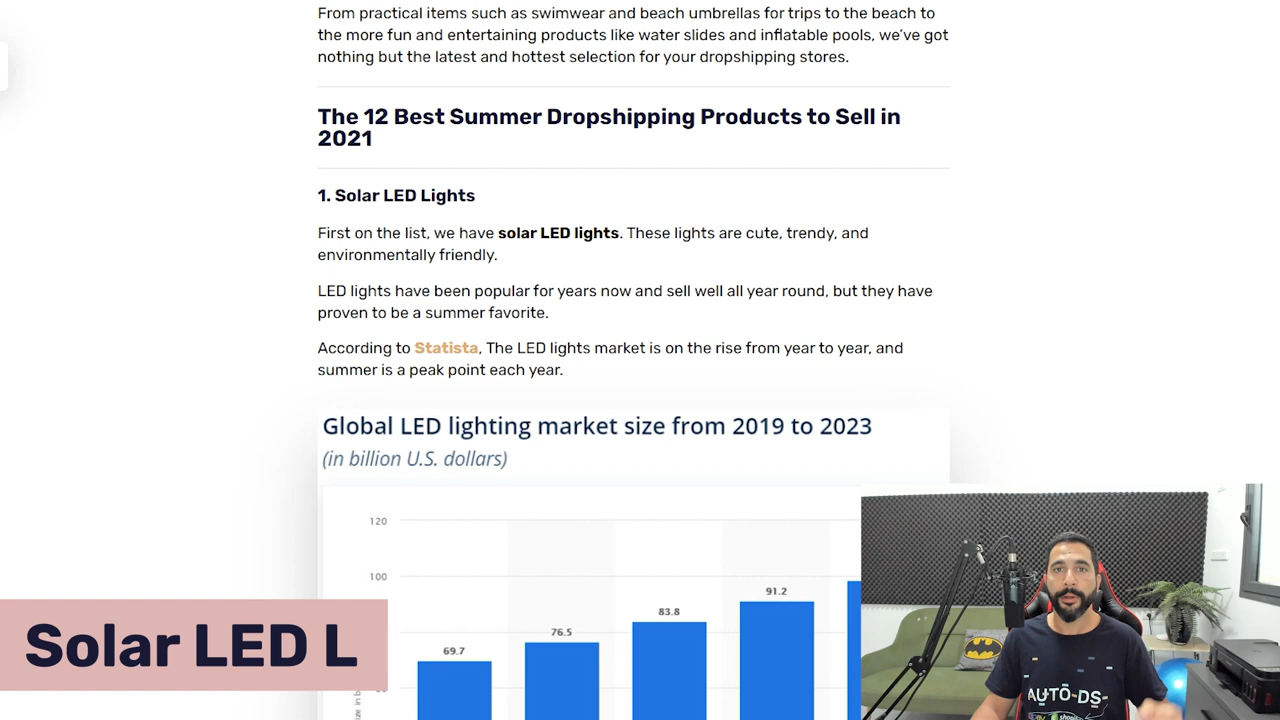 From practical items such as swimwear and beach umbrellas for trips to the beach to
the more fun and entertaining products like water slides and inflatable pools, we've got
nothing but the latest and hottest selection for your dropshipping stores.
The 12 Best Summer Dropshipping Products to Sell in
2021
1. Solar LED Lights
First on the list, we have solar LED lights. These lights are cute, trendy, and
environmentally friendly.
LED lights have been popular for years now and sell well all year round, but they have
proven to be a summer favorite.
According to Statista, The LED lights market is on the rise from year to year, and
summer is a peak point each year.
Global LED lighting market size from 2019 to 2023
(in billion U.S. dollars)
120
100
91.2
83.8
76.5
69.7
Solar LED L
AUTO-DS-